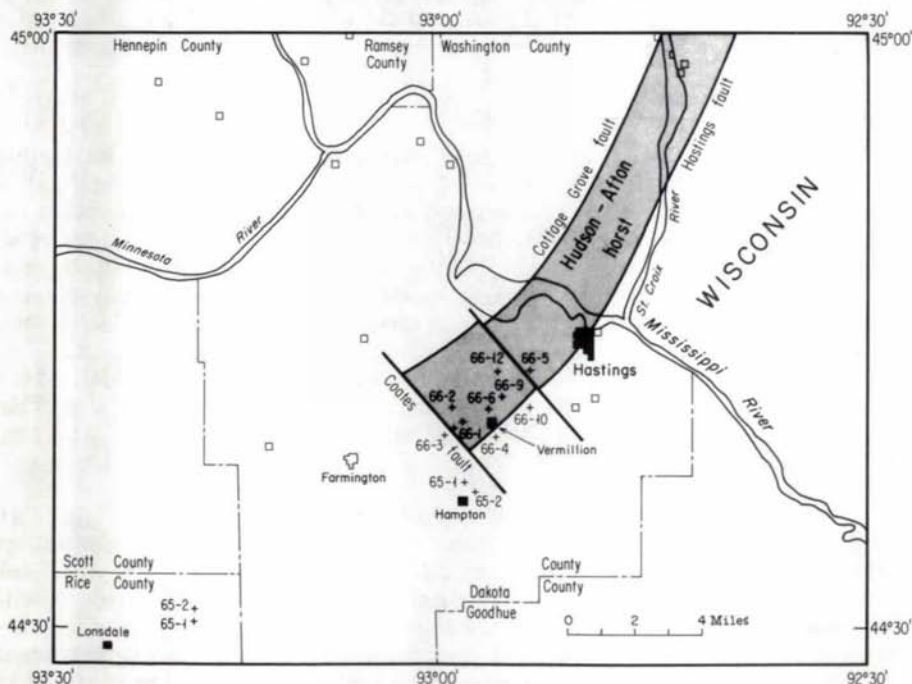 93°30'
93°00'
92°30'
45°00'
45°00'
Hennepin County
Ramsey County
Washington County
Cottage Grove fault
Hastings fault
Hudson - Afton horst
St. Croix River
WISCONSIN
Minnesota River
Mississippi River
Hastings
66-12
66-5
66-9
66-2
66-6
66-10
66-1
66-3
66-4
Coates fault
Vermillion
Farmington
65-1
65-2
Hampton
Scott County
Rice County
65-2
65-1
Lonsdale
Dakota County
Goodhue County
0 2 4 Miles
44°30'
44°30'
93°30'
93°00'
92°30'